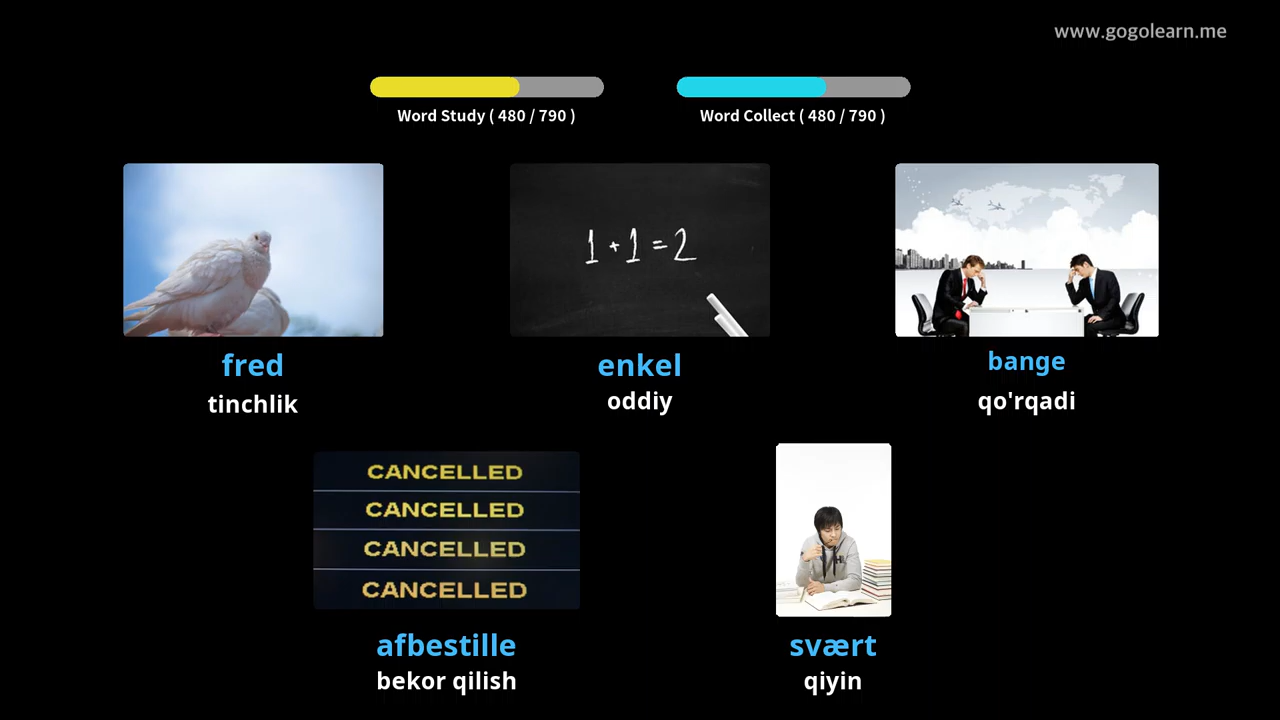 www.gogolearn.me
Word Study ( 480 / 790 )
Word Collect ( 480 / 790 )
1 + 1 = 2
fred
tinchlik
enkel
oddiy
bange
qo'rqadi
CANCELLED
CANCELLED
CANCELLED
CANCELLED
afbestille
bekor qilish
svært
qiyin